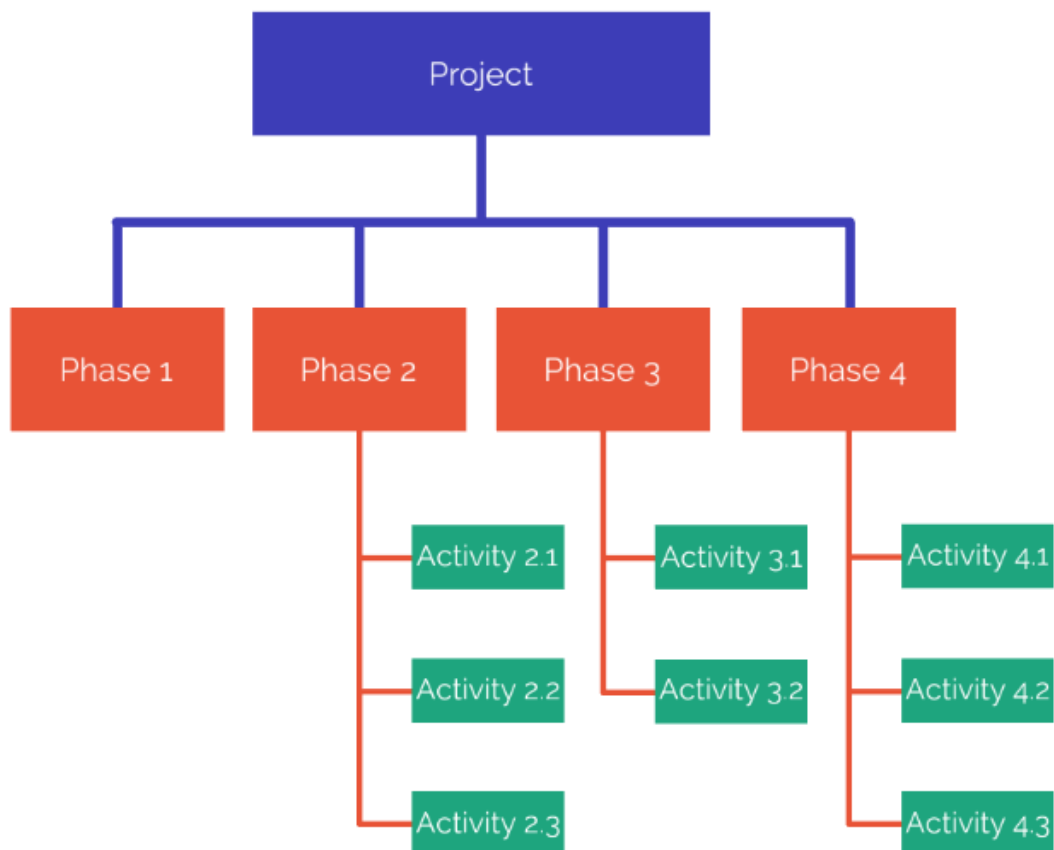 Project
Phase 1
Phase 2
Phase 3
Phase 4
Activity 2.1
Activity 3.1
Activity 4.1
Activity 2.2
Activity 3.2
Activity 4.2
Activity 2.3
Activity 4.3